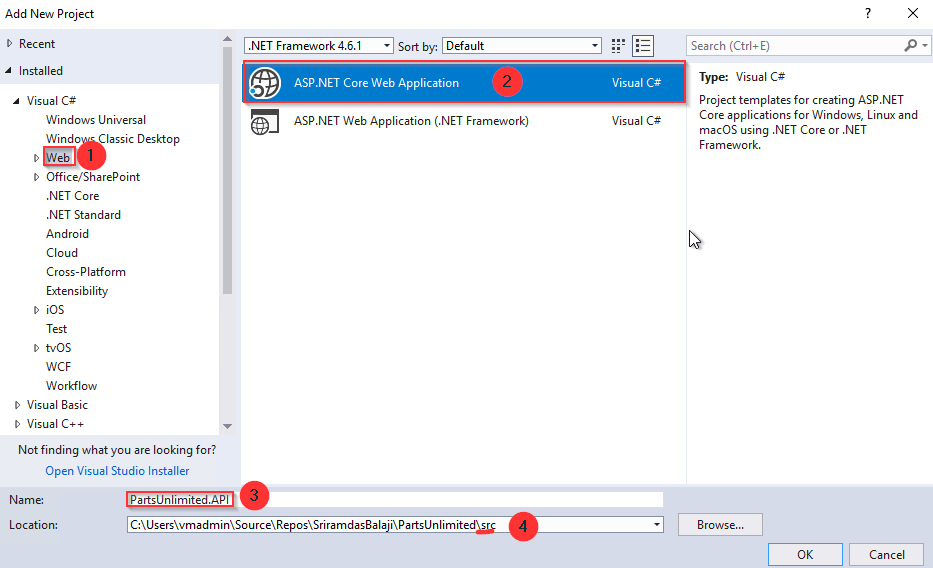 Add New Project
?
Recent
Installed
Visual C#
Windows Universal
Windows Classic Desktop
Web 1
Office/SharePoint
.NET Core
.NET Standard
Android
Cloud
Cross-Platform
Extensibility
iOS
Test
tvOS
WCF
Workflow
Visual Basic
Visual C++
Not finding what you are looking for?
Open Visual Studio Installer
.NET Framework 4.6.1 Sort by: Default
ASP.NET Core Web Application 2 Visual C#
ASP.NET Web Application (.NET Framework) Visual C#
Search (Ctrl+E)
Type: Visual C#
Project templates for creating ASP.NET
Core applications for Windows, Linux and
macOS using .NET Core or .NET
Framework.
Name: PartsUnlimited.API 3
Location: C:\Users\vmadmin\Source\Repos\SriramdasBalaji\PartsUnlimited\src 4 Browse...
OK Cancel